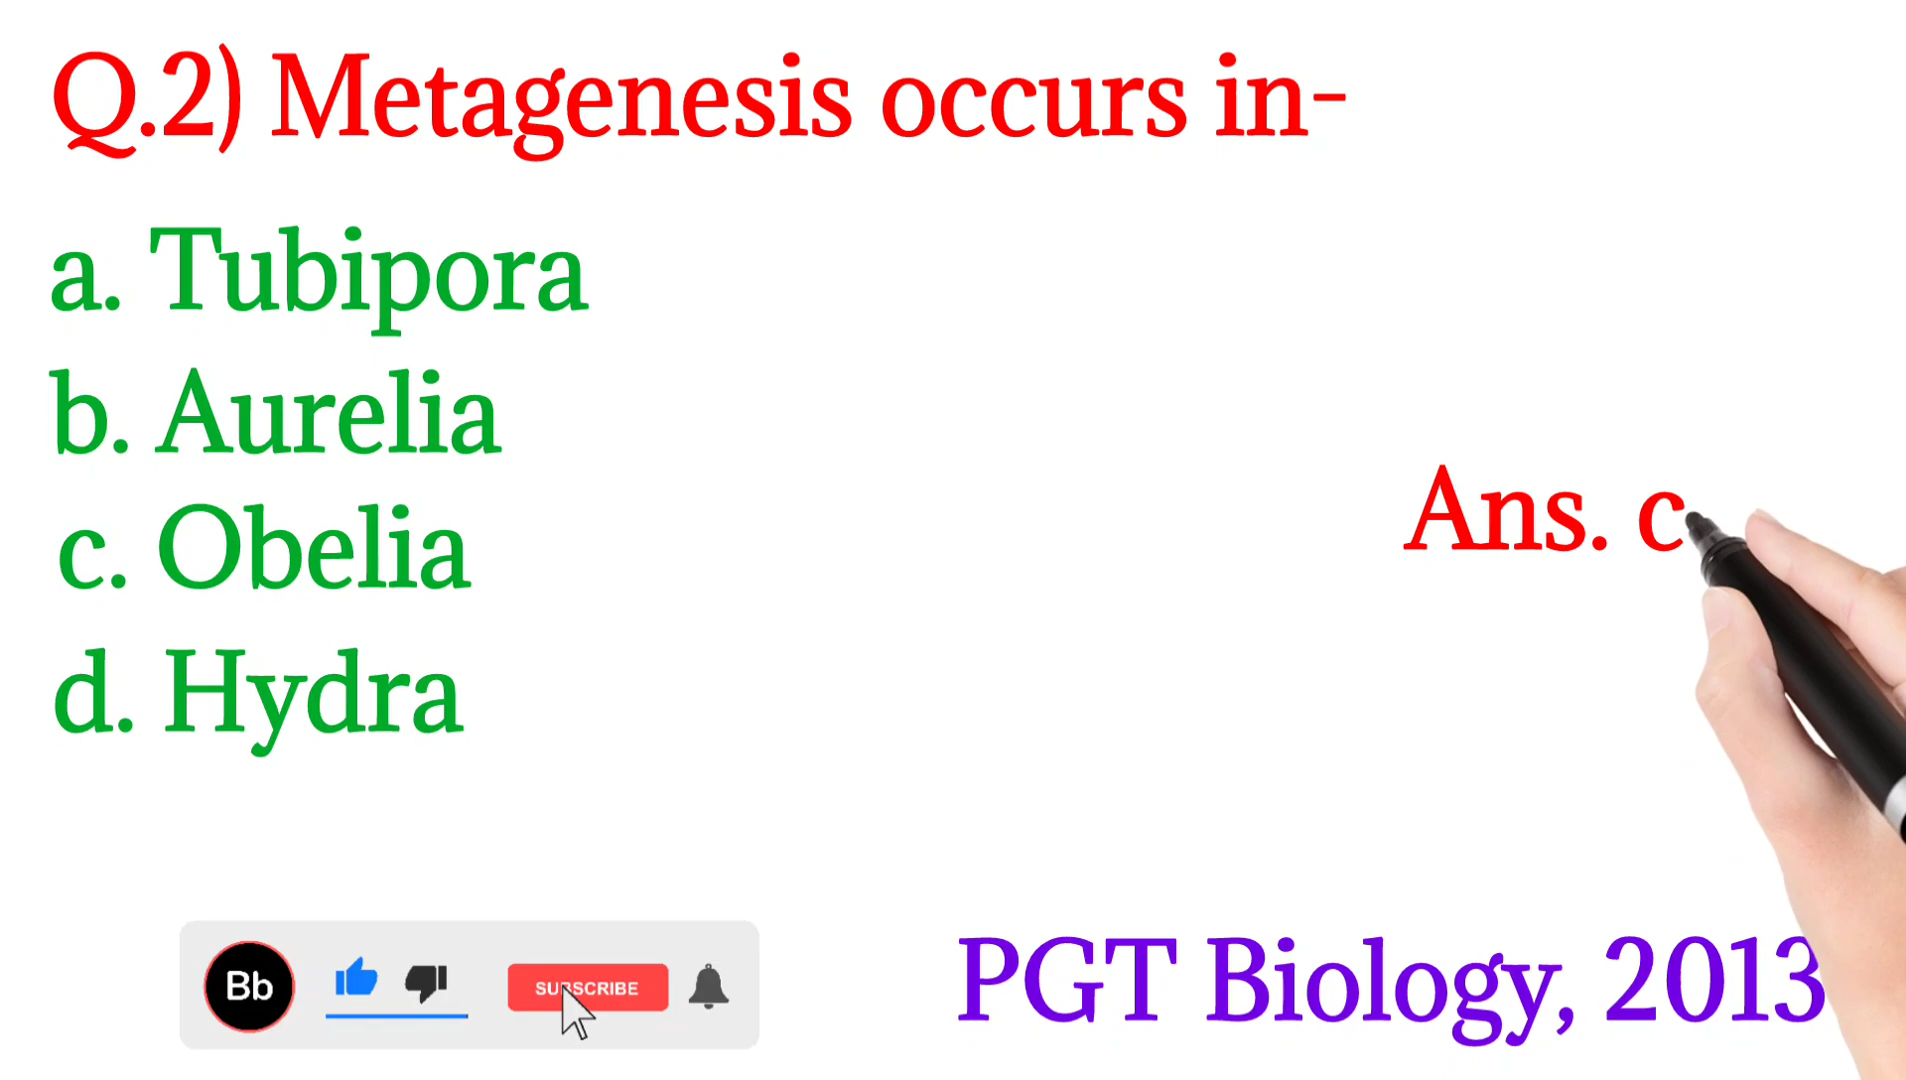 Q.2) Metagenesis occurs in-
a. Tubipora
b. Aurelia
c. Obelia
Ans. c
d. Hydra
Bb
SUBSCRIBE
PGT Biology, 2013